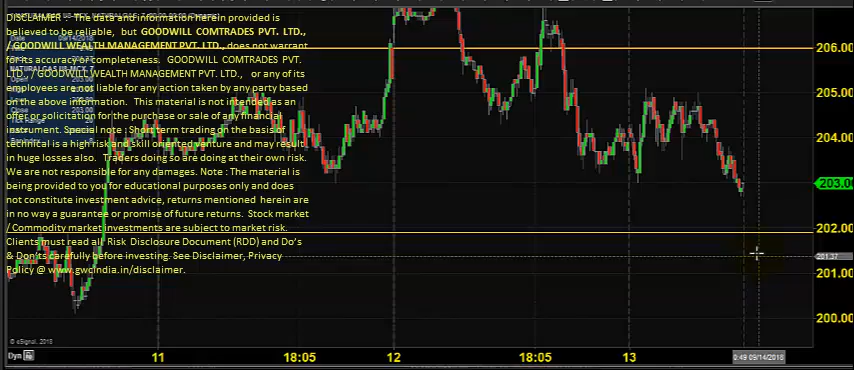 DISCLAIMER : - The data and information herein provided is
believed to be reliable, but GOODWILL COMTRADES PVT. LTD.,
/ GOODWILL WEALTH MANAGEMENT PVT. LTD., does not warrant
for its accuracy or completeness. GOODWILL COMTRADES PVT.
LTD., / GOODWILL WEALTH MANAGEMENT PVT. LTD., or any of its
employees are not liable for any action taken by any party based
on the above information. This material is not intended as an
offer or solicitation for the purchase or sale of any financial
instrument. Special note : Short term trading on the basis of
technical is a high risk and skill oriented venture and may result
in huge losses also. Traders doing so are doing at their own risk.
We are not responsible for any damages. Note : The material is
being provided to you for educational purposes only and does
not constitute investment advice, returns mentioned herein are
in no way a guarantee or promise of future returns. Stock market
/ Commodity market investments are subject to market risk.
Clients must read all Risk Disclosure Document (RDD) and Do's
& Don'ts carefully before investing. See Disclaimer, Privacy
Policy @ www.gwcindia.in/disclaimer.
206.00
205.00
204.00
203.00
202.00
201.37
201.00
200.00
© eSignal, 2018
Dyn
11
18:05
12
18:05
13
0:49 09/14/2018